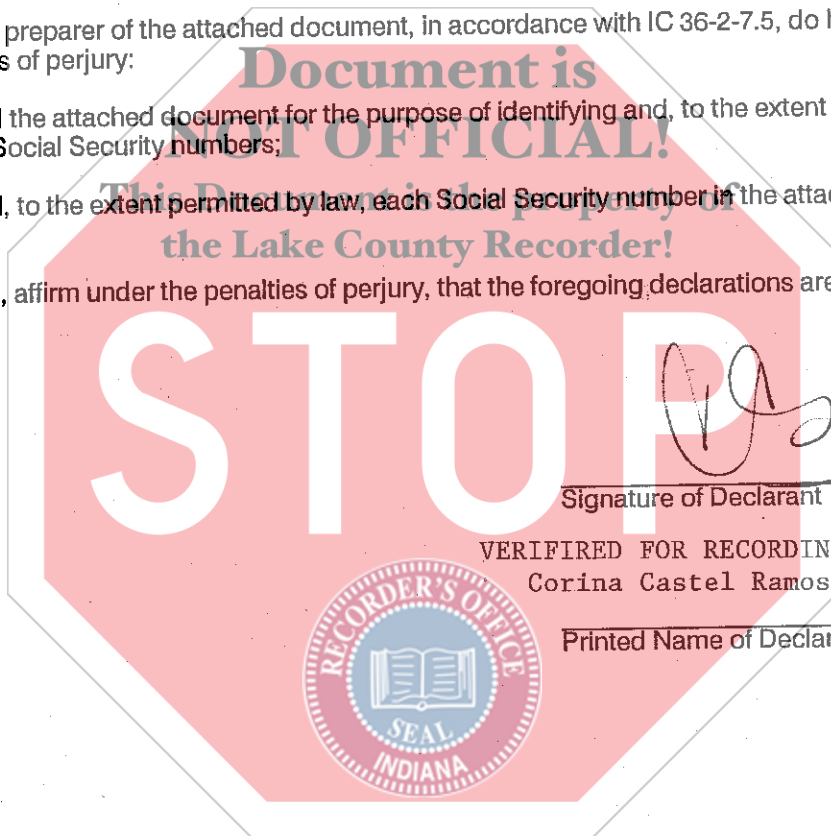 preparer of the attached document, in accordance with IC 36-2-7.5, do
s of perjury:
Document is
the attached document for the purpose of identifying and, to the extent
NOT OFFICIAL!
Social Security numbers;
This Document is the property of
, to the extent permitted by law, each Social Security number in the attac
the Lake County Recorder!
, affirm under the penalties of perjury, that the foregoing declarations are
STOP
Signature of Declarant
VERIFIRED FOR RECORDIN
Corina Castel Ramos
Printed Name of Declar
RECORDER'S OFFICE
SEAL
INDIANA